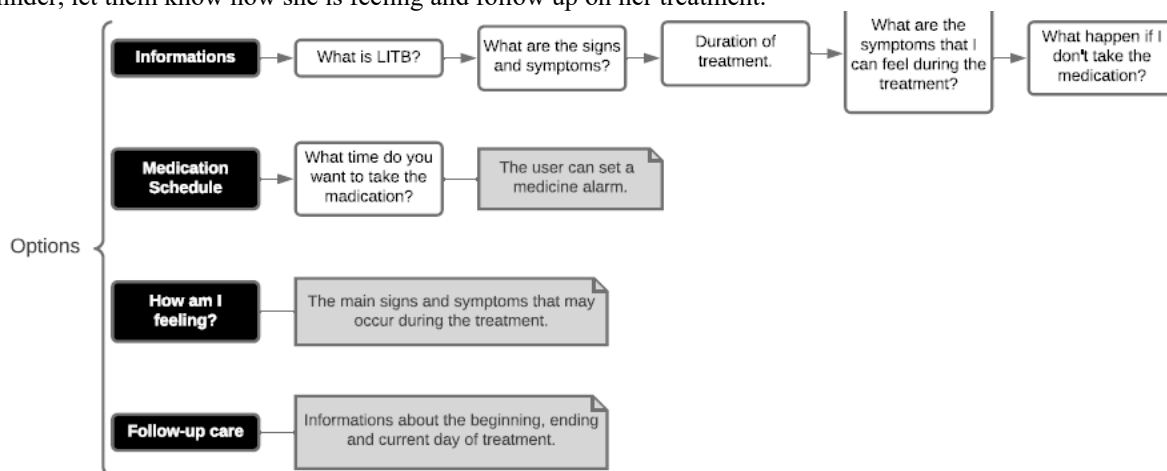 inder, let them know how she is feeling and follow up on her treatment.
Informations
What is LITB?
What are the signs
and symptoms?
Duration of
treatment.
What are the
symptoms that I
can feel during the
treatment?
What happen if I
don't take the
medication?
Medication
Schedule
What time do you
want to take the
madication?
The user can set a
medicine alarm.
Options
How am I
feeling?
The main signs and symptoms that may
occur during the treatment.
Follow-up care
Informations about the beginning, ending
and current day of treatment.